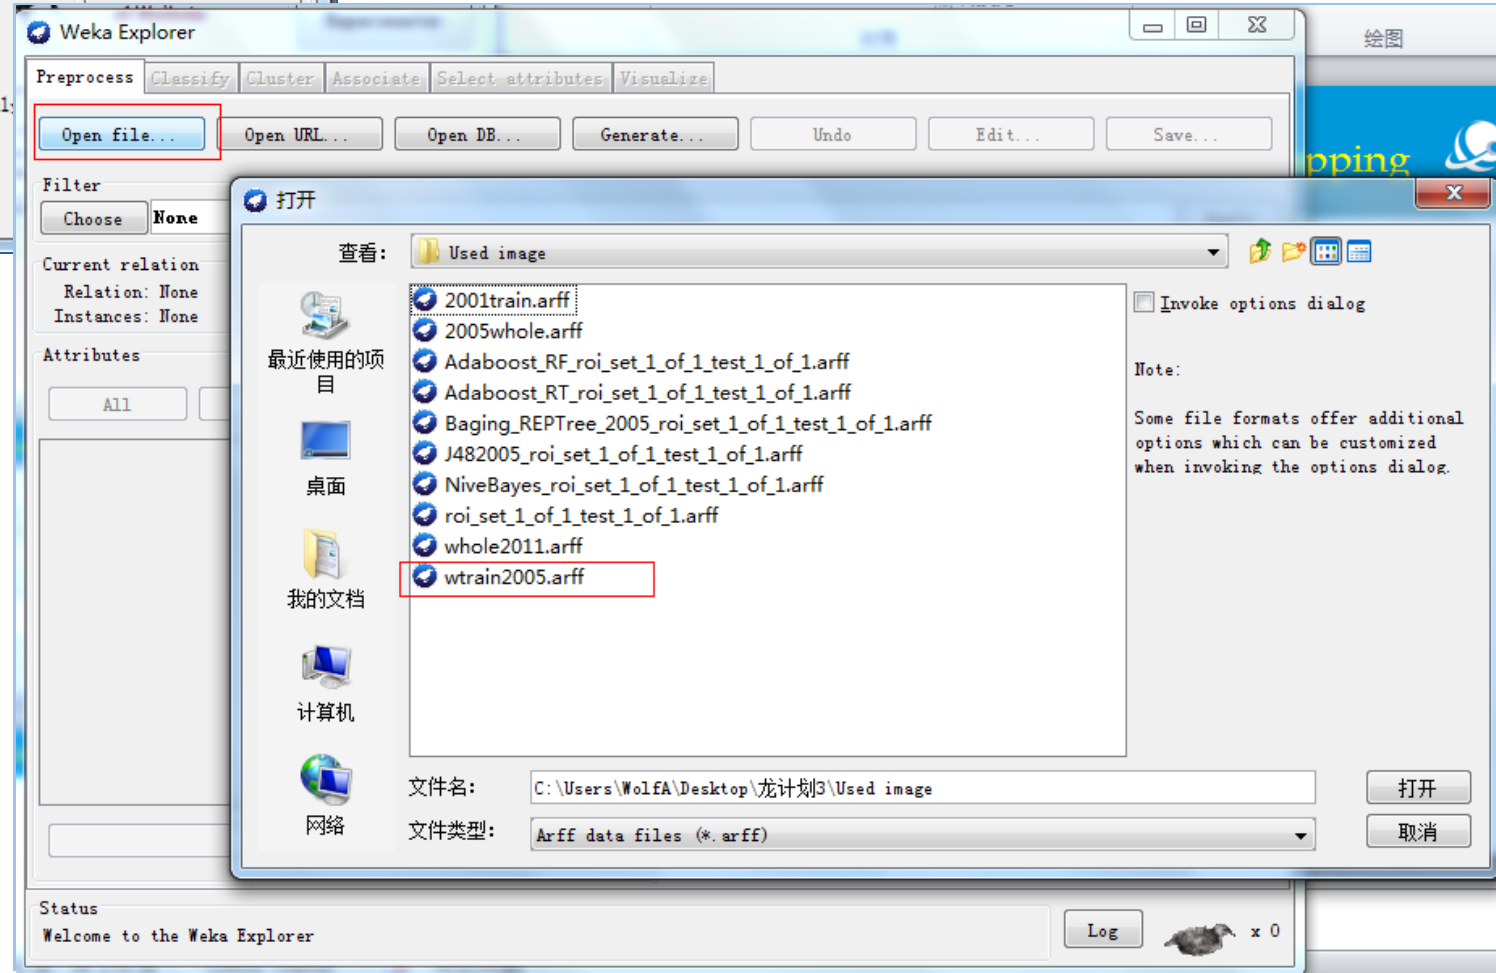 Weka Explorer
绘图
Preprocess Classify Cluster Associate Select attributes Visualize
Open file... Open URL... Open DB... Generate... Undo Edit... Save...
pping
Filter
Choose None
打开
Current relation
Relation: None
Instances: None
Attributes
All
查看:
Used image
最近使用的项
目
桌面
我的文档
计算机
网络
2001train.arff
2005whole.arff
Adaboost_RF_roi_set_1_of_1_test_1_of_1.arff
Adaboost_RT_roi_set_1_of_1_test_1_of_1.arff
Baging_REPTree_2005_roi_set_1_of_1_test_1_of_1.arff
J482005_roi_set_1_of_1_test_1_of_1.arff
NiveBayes_roi_set_1_of_1_test_1_of_1.arff
roi_set_1_of_1_test_1_of_1.arff
whole2011.arff
wtrain2005.arff
Invoke options dialog
Note:
Some file formats offer additional
options which can be customized
when invoking the options dialog.
文件名: C:\Users\WolfA\Desktop\龙计划3\Used image 打开
文件类型: Arff data files (*.arff) 取消
Status
Welcome to the Weka Explorer
Log
x 0